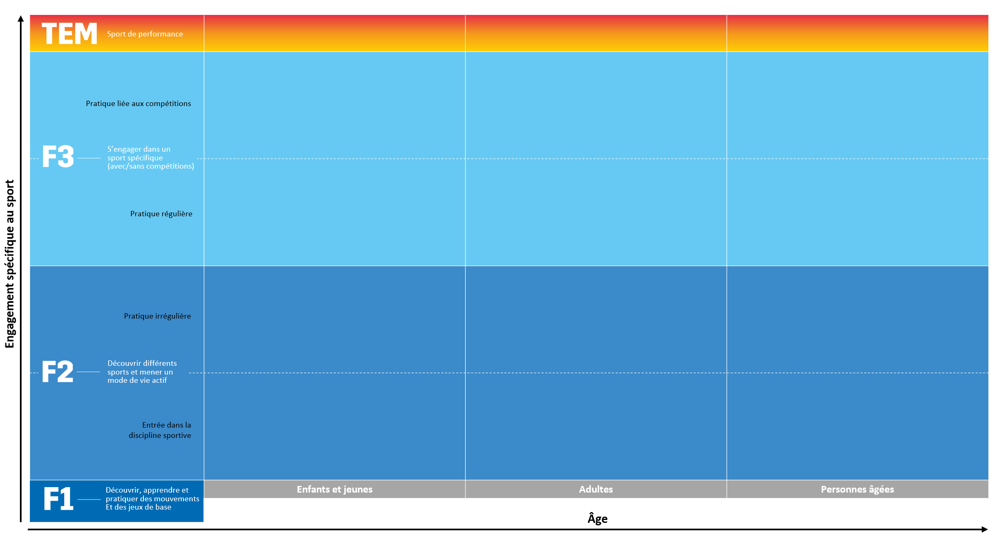 TEM
Sport de performance
Pratique liée aux compétitions
F3
S’engager dans un
sport spécifique
(avec/sans compétitions)
Pratique régulière
Engagement spécifique au sport
Pratique irrégulière
F2
Découvrir différents
sports et mener un
mode de vie actif
Entrée dans la
discipline sportive
F1
Découvrir, apprendre et
pratiquer des mouvements
Et des jeux de base
Enfants et jeunes
Adultes
Personnes âgées
Âge